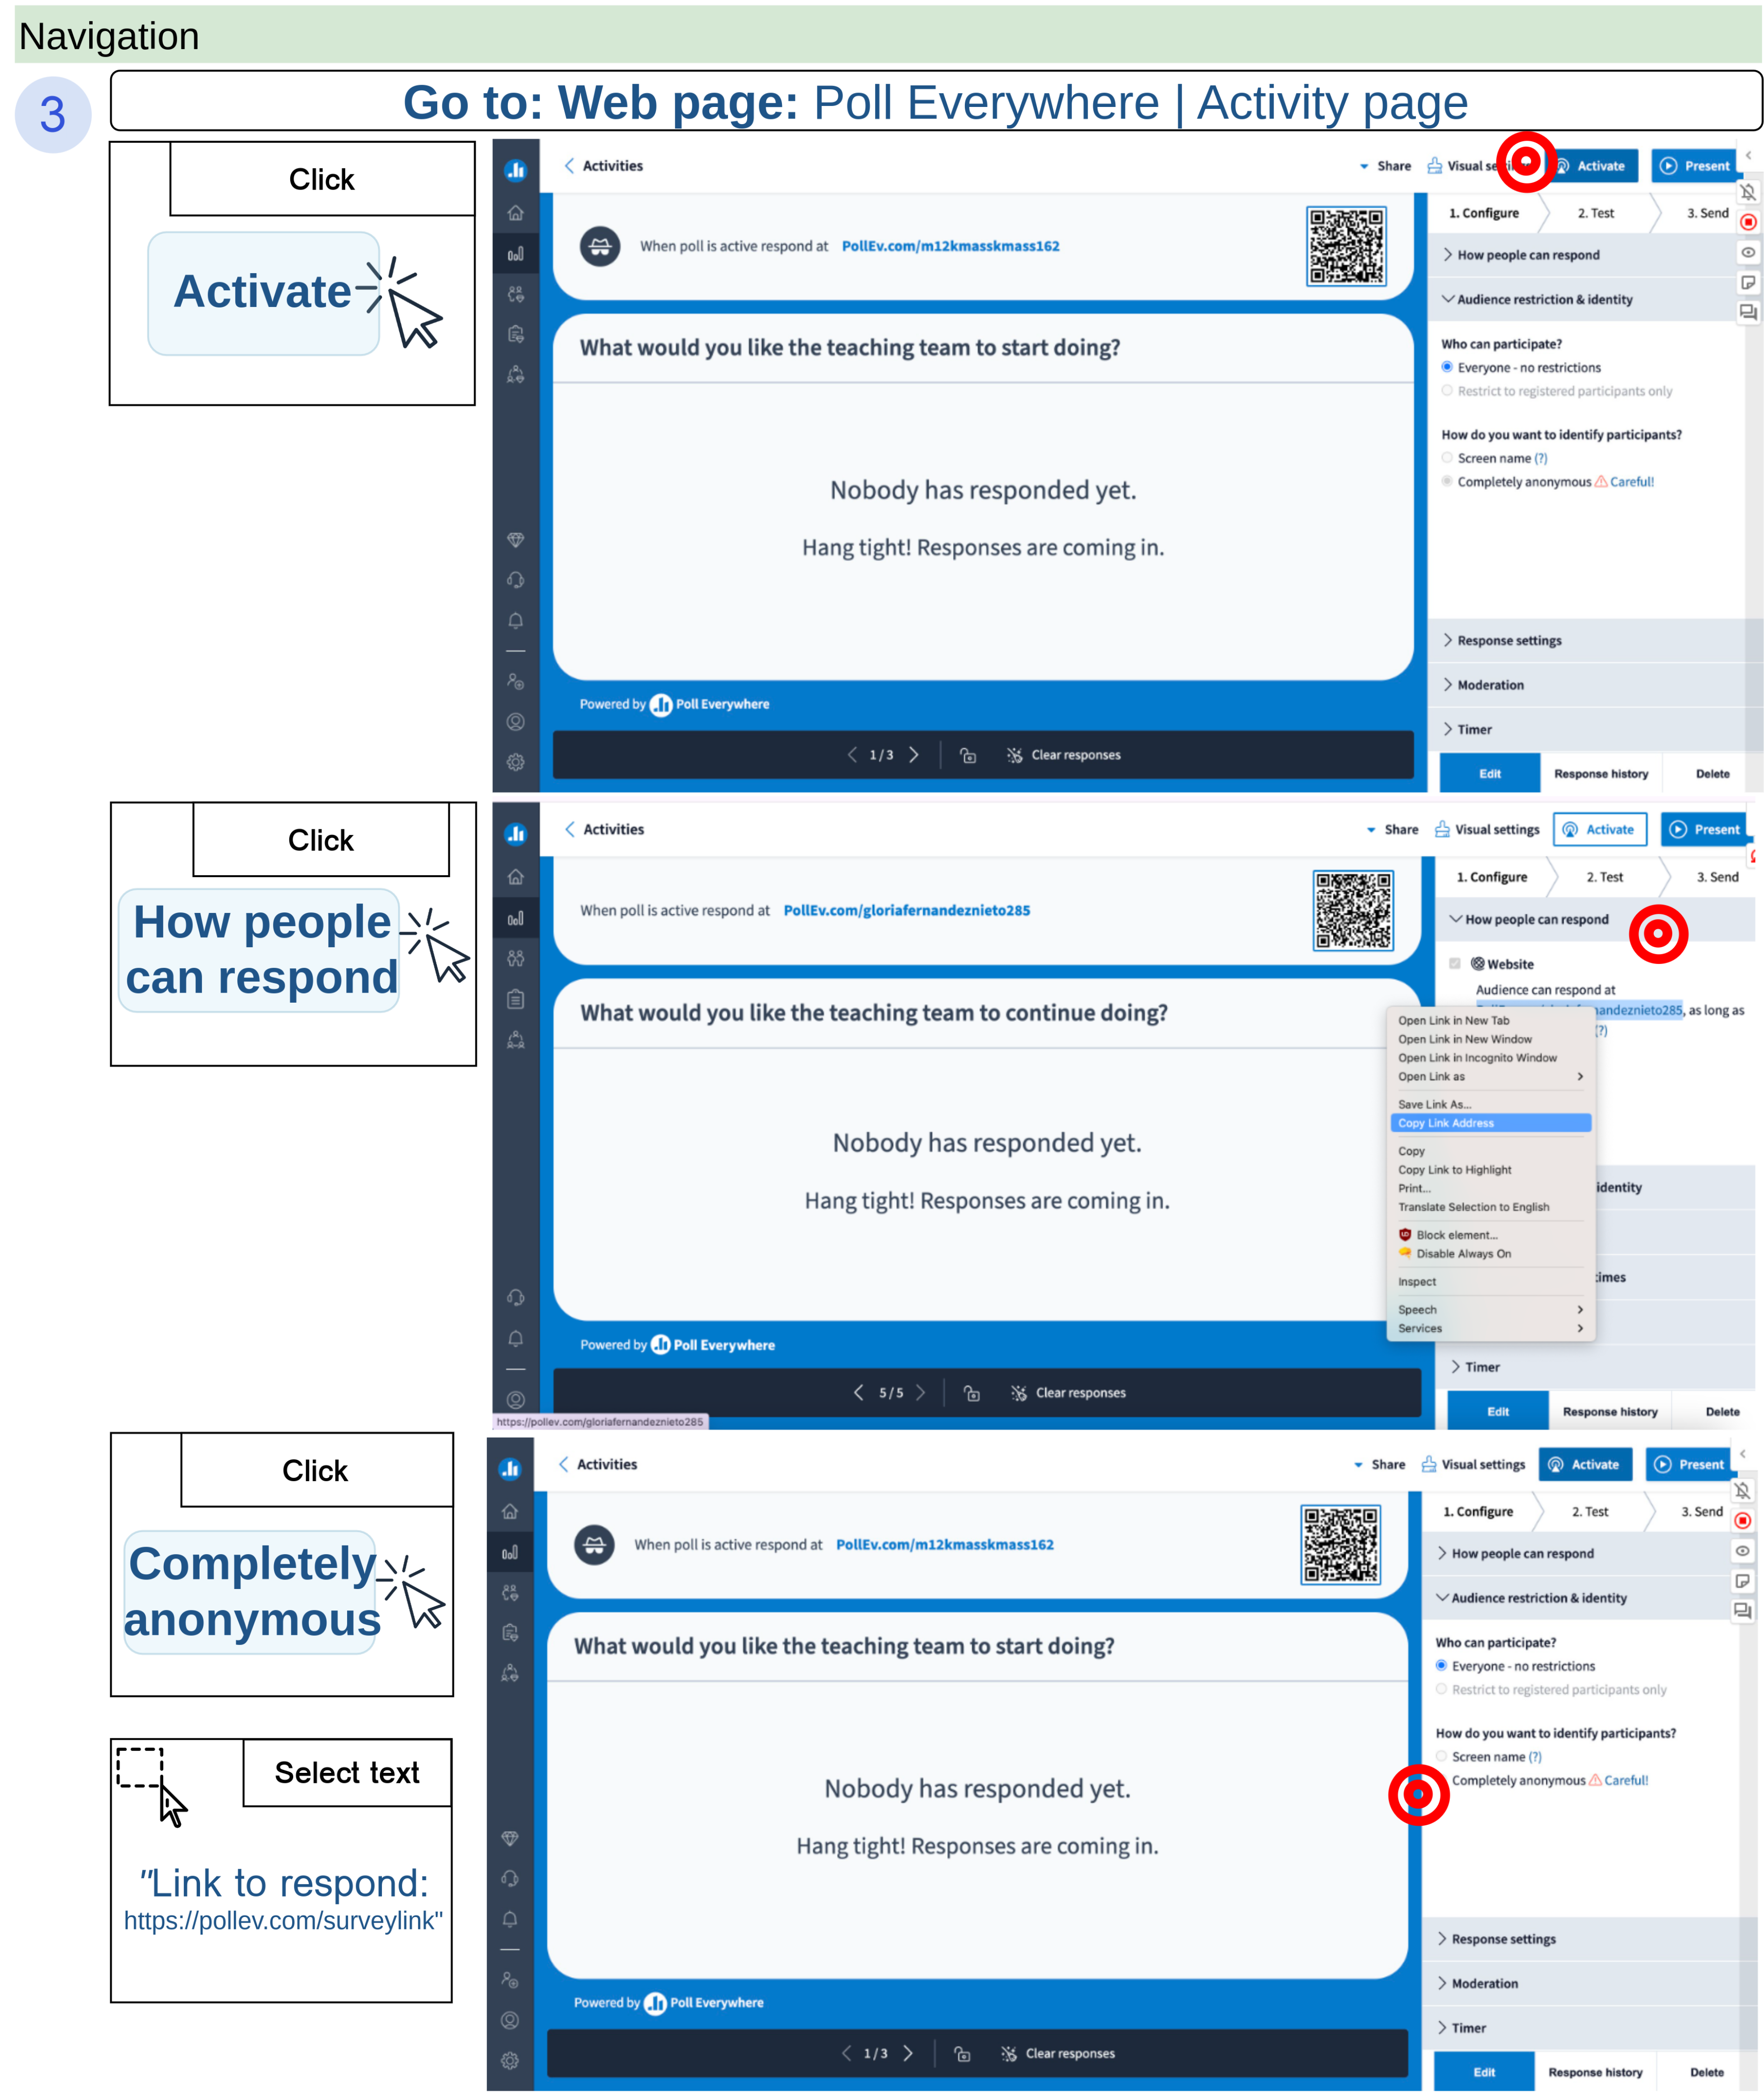 Navigation
3
Go to: Web page: Poll Everywhere | Activity page
Click
Activate
Activities
Share
Activate
Present
When poll is active respond at PollEv.com/m12kmasskmass162
What would you like the teaching team to start doing?
Nobody has responded yet.
Hang tight! Responses are coming in.
Powered by Poll Everywhere
1 / 3
Clear responses
1. Configure
2. Test
3. Send
How people can respond
Audience restriction & identity
Who can participate?
Everyone - no restrictions
Restrict to registered participants only
How do you want to identify participants?
Screen name (?)
Completely anonymous Careful!
Response settings
Moderation
Timer
Edit
Response history
Delete
Click
How people
can respond
Activities
Share
Visual settings
Activate
Present
When poll is active respond at PollEv.com/gloriafernandeznieto285
What would you like the teaching team to continue doing?
Nobody has responded yet.
Hang tight! Responses are coming in.
Powered by Poll Everywhere
5 / 5
Clear responses
https://pollev.com/gloriafernandeznieto285
1. Configure
2. Test
3. Send
How people can respond
Website
Audience can respond at
, as long as
(?)
Open Link in New Tab
Open Link in New Window
Open Link in Incognito Window
Open Link as
Save Link As...
Copy Link Address
Copy
Copy Link to Highlight
Print...
Translate Selection to English
Block element...
Disable Always On
Inspect
Speech
Services
identity
Timer
Edit
Response history
Delete
Click
Completely
anonymous
Select text
"Link to respond:
https://pollev.com/surveylink"
Activities
Share
Visual settings
Activate
Present
When poll is active respond at PollEv.com/m12kmasskmass162
What would you like the teaching team to start doing?
Nobody has responded yet.
Hang tight! Responses are coming in.
Powered by Poll Everywhere
1 / 3
Clear responses
1. Configure
2. Test
3. Send
How people can respond
Audience restriction & identity
Who can participate?
Everyone - no restrictions
Restrict to registered participants only
How do you want to identify participants?
Screen name (?)
Completely anonymous Careful!
Response settings
Moderation
Timer
Edit
Response history
Delete